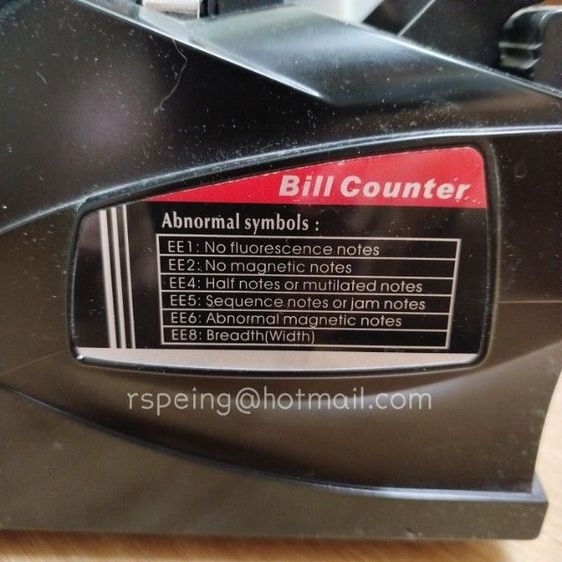 Bill Counter
Abnormal symbols :
EE1: No fluorescence notes
EE2: No magnetic notes
EE4: Half notes or mutilated notes
EE5: Sequence notes or jam notes
EE6: Abnormal magnetic notes
EE8: Breadth(Width)
rspeing@hotmail.com